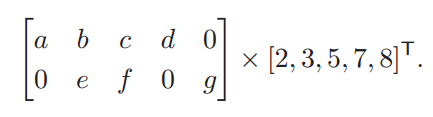 a b c d 0
0 e f 0 g
× [2, 3, 5, 7, 8]ᵀ.